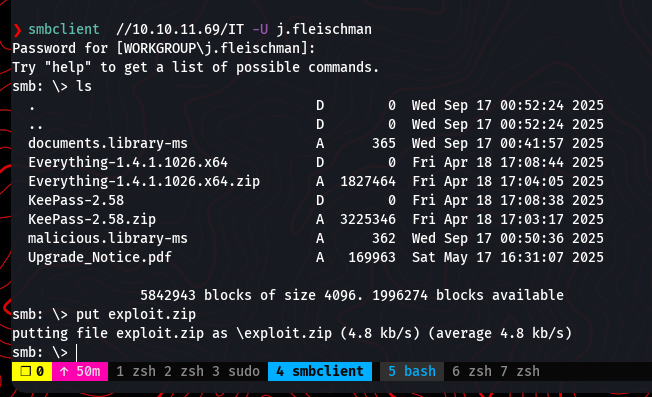 ❯ smbclient //10.10.11.69/IT -U j.fleischman
Password for [WORKGROUP\j.fleischman]:
Try "help" to get a list of possible commands.
smb: \> ls
. D 0 Wed Sep 17 00:52:24 2025
.. D 0 Wed Sep 17 00:52:24 2025
documents.library-ms A 365 Wed Sep 17 00:41:57 2025
Everything-1.4.1.1026.x64 D 0 Fri Apr 18 17:08:44 2025
Everything-1.4.1.1026.x64.zip A 1827464 Fri Apr 18 17:04:05 2025
KeePass-2.58 D 0 Fri Apr 18 17:08:38 2025
KeePass-2.58.zip A 3225346 Fri Apr 18 17:03:17 2025
malicious.library-ms A 362 Wed Sep 17 00:50:36 2025
Upgrade_Notice.pdf A 169963 Sat May 17 16:31:07 2025
5842943 blocks of size 4096. 1996274 blocks available
smb: \> put exploit.zip
putting file exploit.zip as \exploit.zip (4.8 kb/s) (average 4.8 kb/s)
smb: \>
❐ 0 ↑ 50m 1 zsh 2 zsh 3 sudo 4 smbclient 5 bash 6 zsh 7 zsh